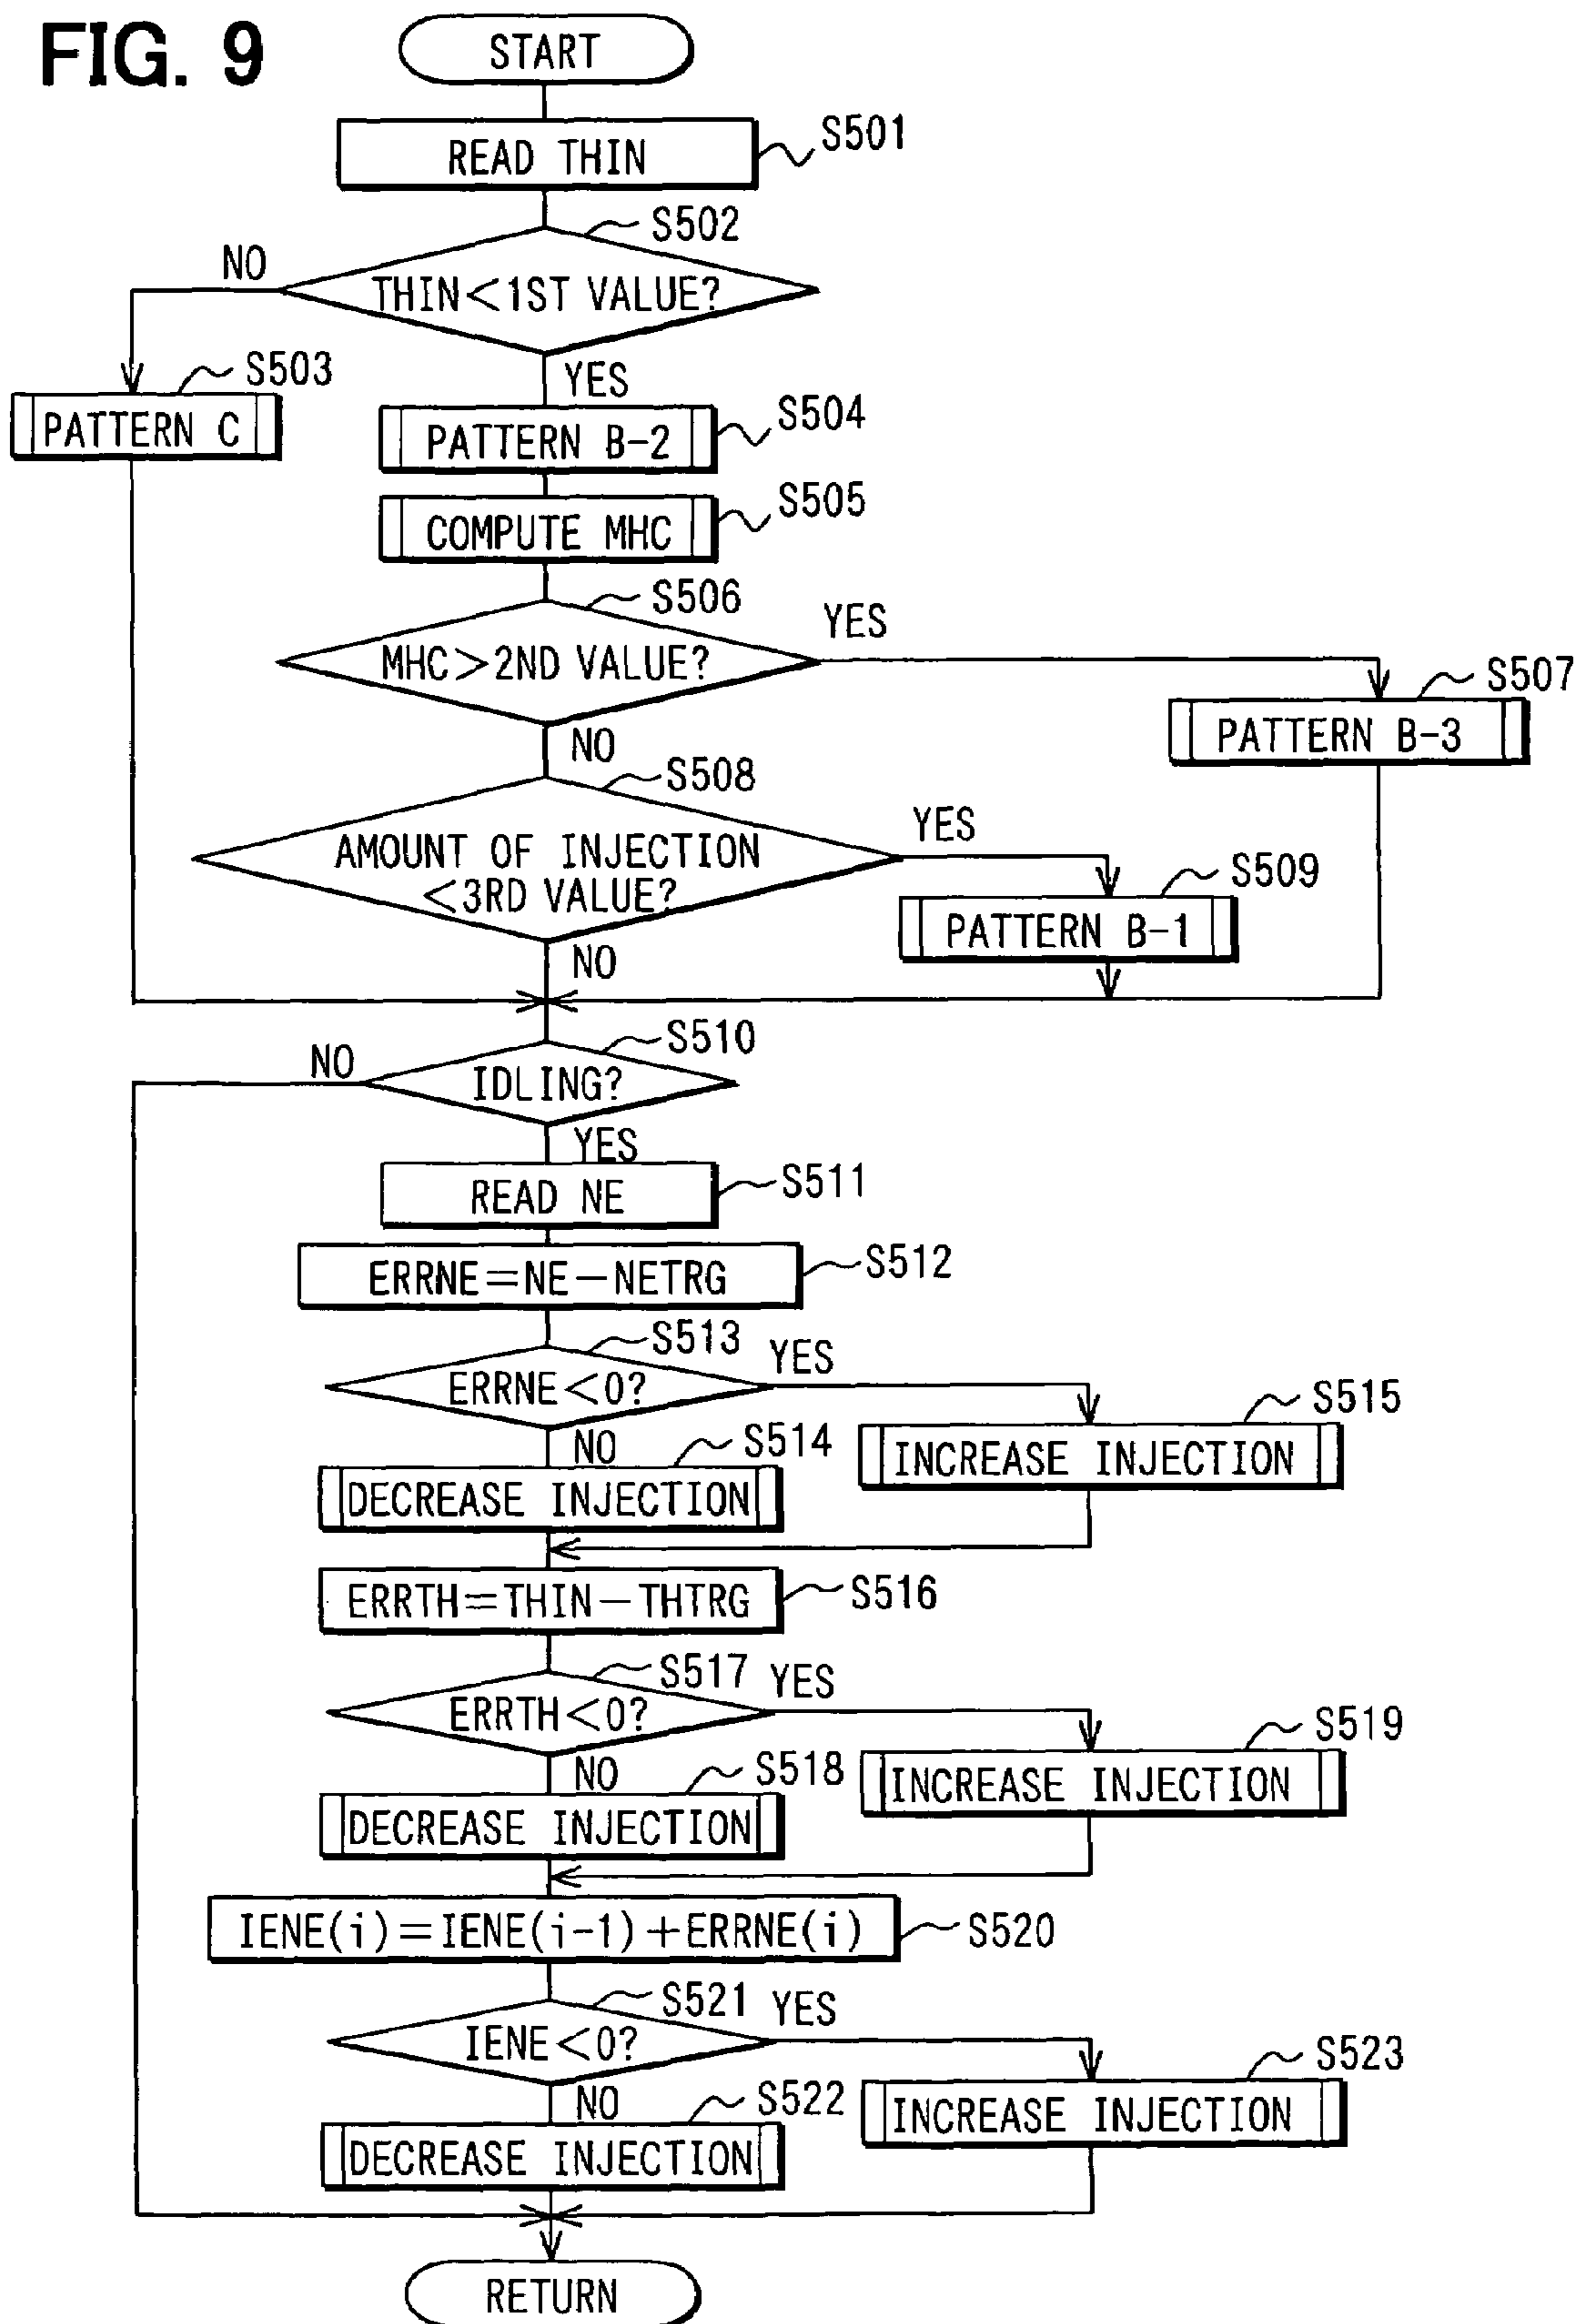 FIG. 9
START
READ THIN
S501
S502
NO
THIN<1ST VALUE?
S503
YES
PATTERN C
PATTERN B-2
S504
COMPUTE MHC
S505
S506
YES
MHC>2ND VALUE?
S507
PATTERN B-3
NO
S508
YES
AMOUNT OF INJECTION
<3RD VALUE?
S509
PATTERN B-1
NO
S510
NO
IDLING?
YES
READ NE
S511
ERRNE=NE-NETRG
S512
S513
YES
ERRNE<0?
S515
NO
S514
INCREASE INJECTION
DECREASE INJECTION
ERRTH=THIN-THTRG
S516
S517
YES
ERRTH<0?
S519
NO
S518
INCREASE INJECTION
DECREASE INJECTION
IENE(i)=IENE(i-1)+ERRNE(i)
S520
S521
YES
IENE<0?
S523
NO
S522
INCREASE INJECTION
DECREASE INJECTION
RETURN